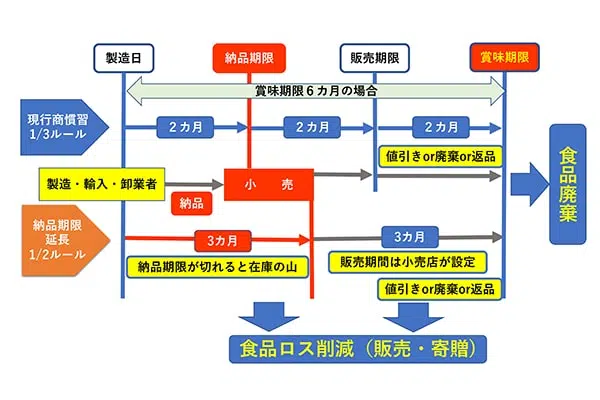 製造日
納品期限
販売期限
賞味期限
賞味期限6カ月の場合
現行商慣習
1/3ルール
2カ月
2カ月
2カ月
値引きor廃棄or返品
食品廃棄
製造・輸入・卸業者
納品
小 売
納品期限
延長
1/2ルール
3カ月
3カ月
納品期限が切れると在庫の山
販売期間は小売店が設定
値引きor廃棄or返品
食品ロス削減（販売・寄贈）